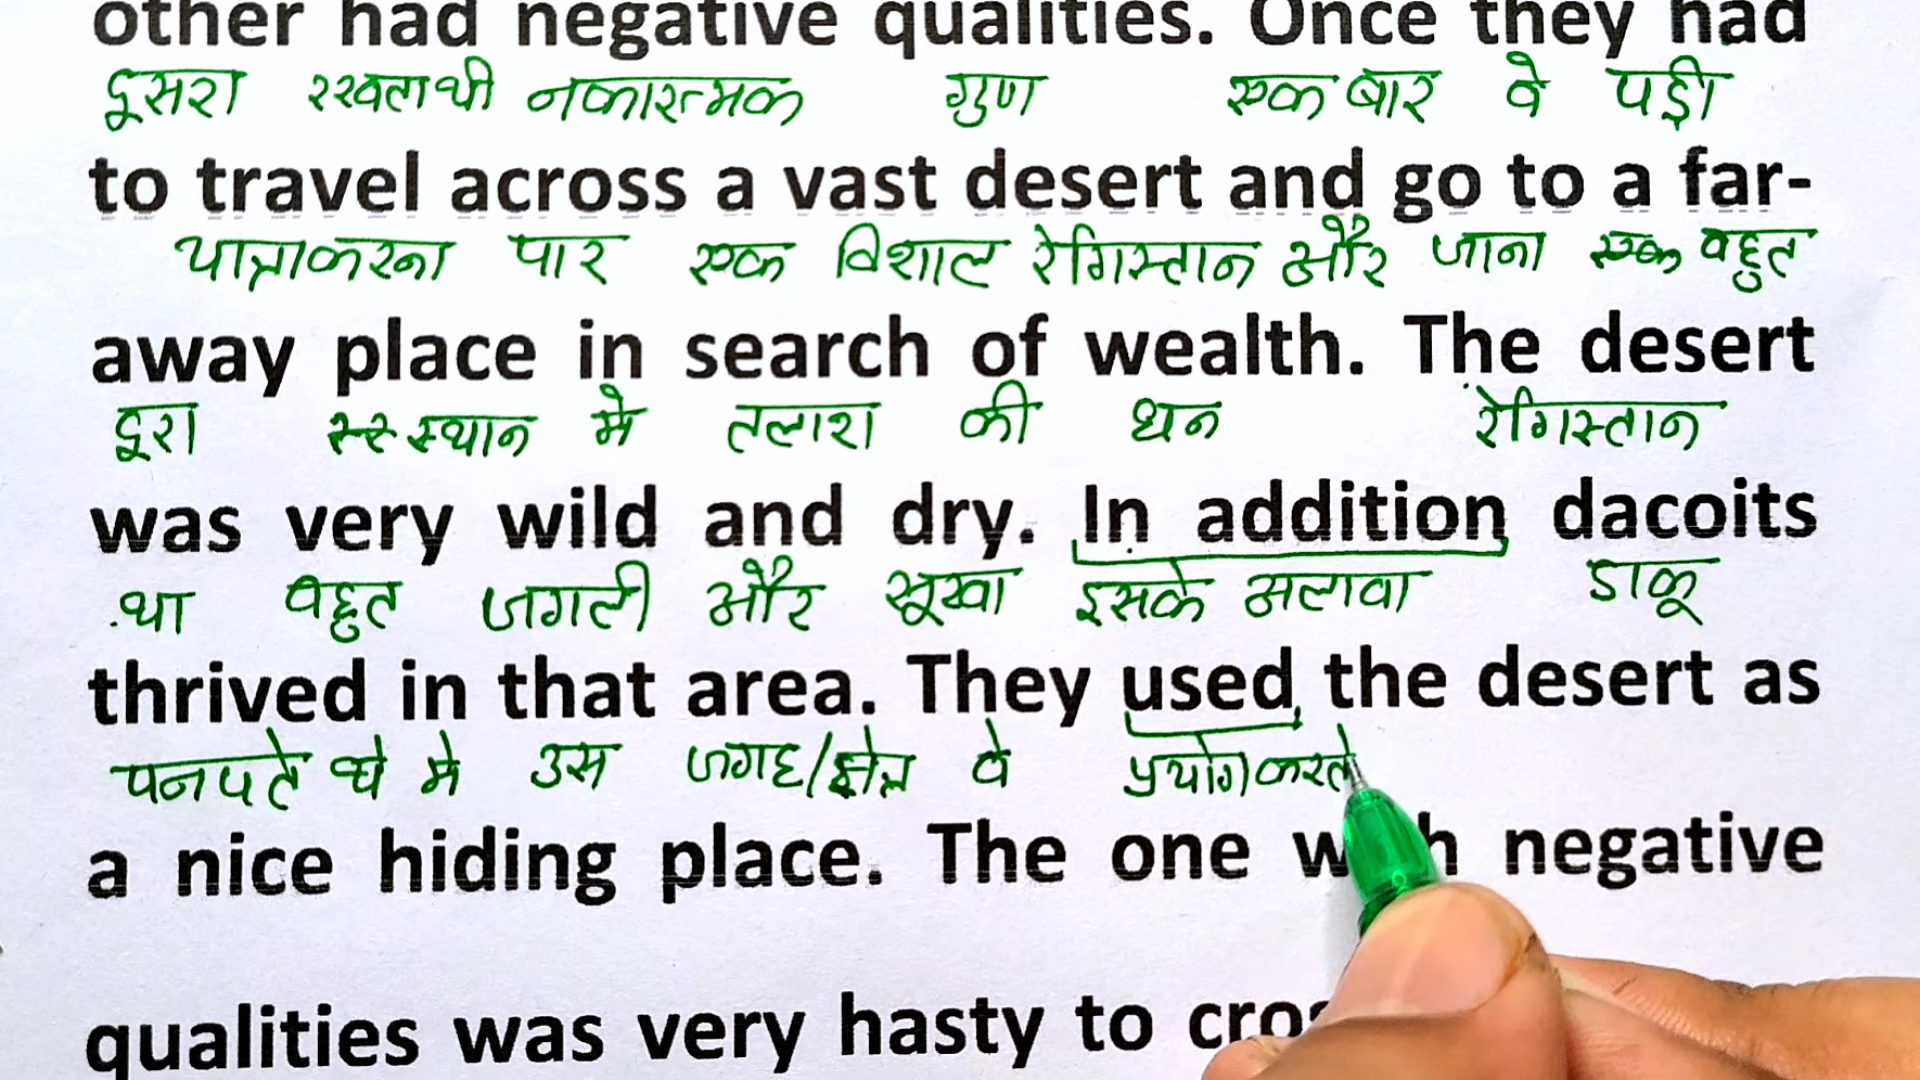 other had negative qualities. Once they had
दूसरा रखता थी नकारात्मक गुण एक बार वे पड़ी
to travel across a vast desert and go to a far-
यात्रा करना पार एक विशाल रेगिस्तान और जाना एक बहुत
away place in search of wealth. The desert
दूरा स्थान मे तलाश की धन रेगिस्तान
was very wild and dry. In addition dacoits
था बहुत जगली और सूखा इसके अलावा डाकू
thrived in that area. They used the desert as
पनपते थे मे उस जगह/क्षेत्र वे प्रयोग करते
a nice hiding place. The one negative
qualities was very hasty to